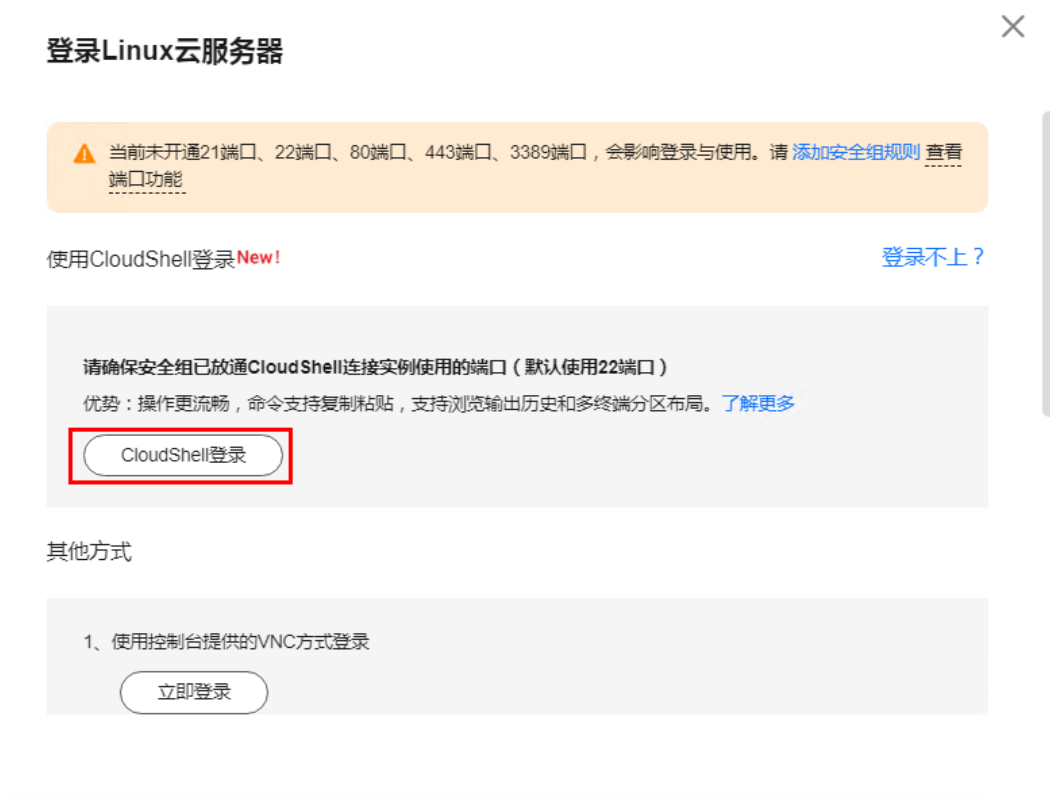 登录Linux云服务器
当前未开通21端口、22端口、80端口、443端口、3389端口，会影响登录与使用。请 添加安全组规则 查看
端口功能
使用CloudShell登录New!
登录不上？
请确保安全组已放通CloudShell连接实例使用的端口（默认使用22端口）
优势：操作更流畅，命令支持复制粘贴，支持浏览输出历史和多终端分区布局。了解更多
CloudShell登录
其他方式
1、使用控制台提供的VNC方式登录
立即登录